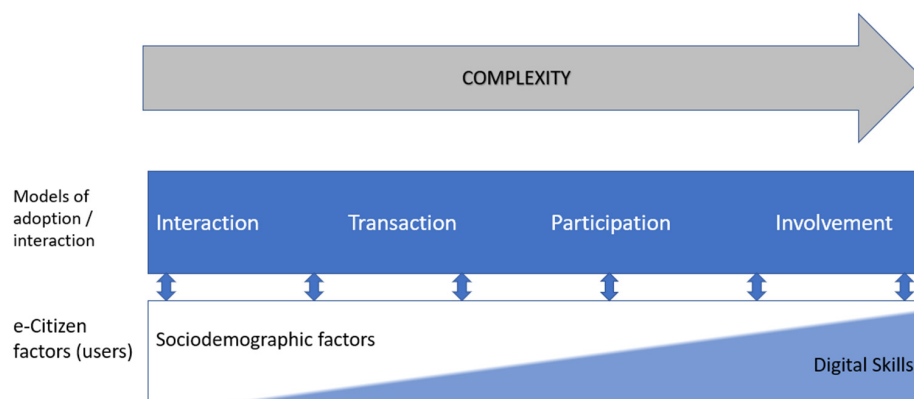 COMPLEXITY
Models of
adoption /
interaction
Interaction
Transaction
Participation
Involvement
e-Citizen
factors (users)
Sociodemographic factors
Digital Skills